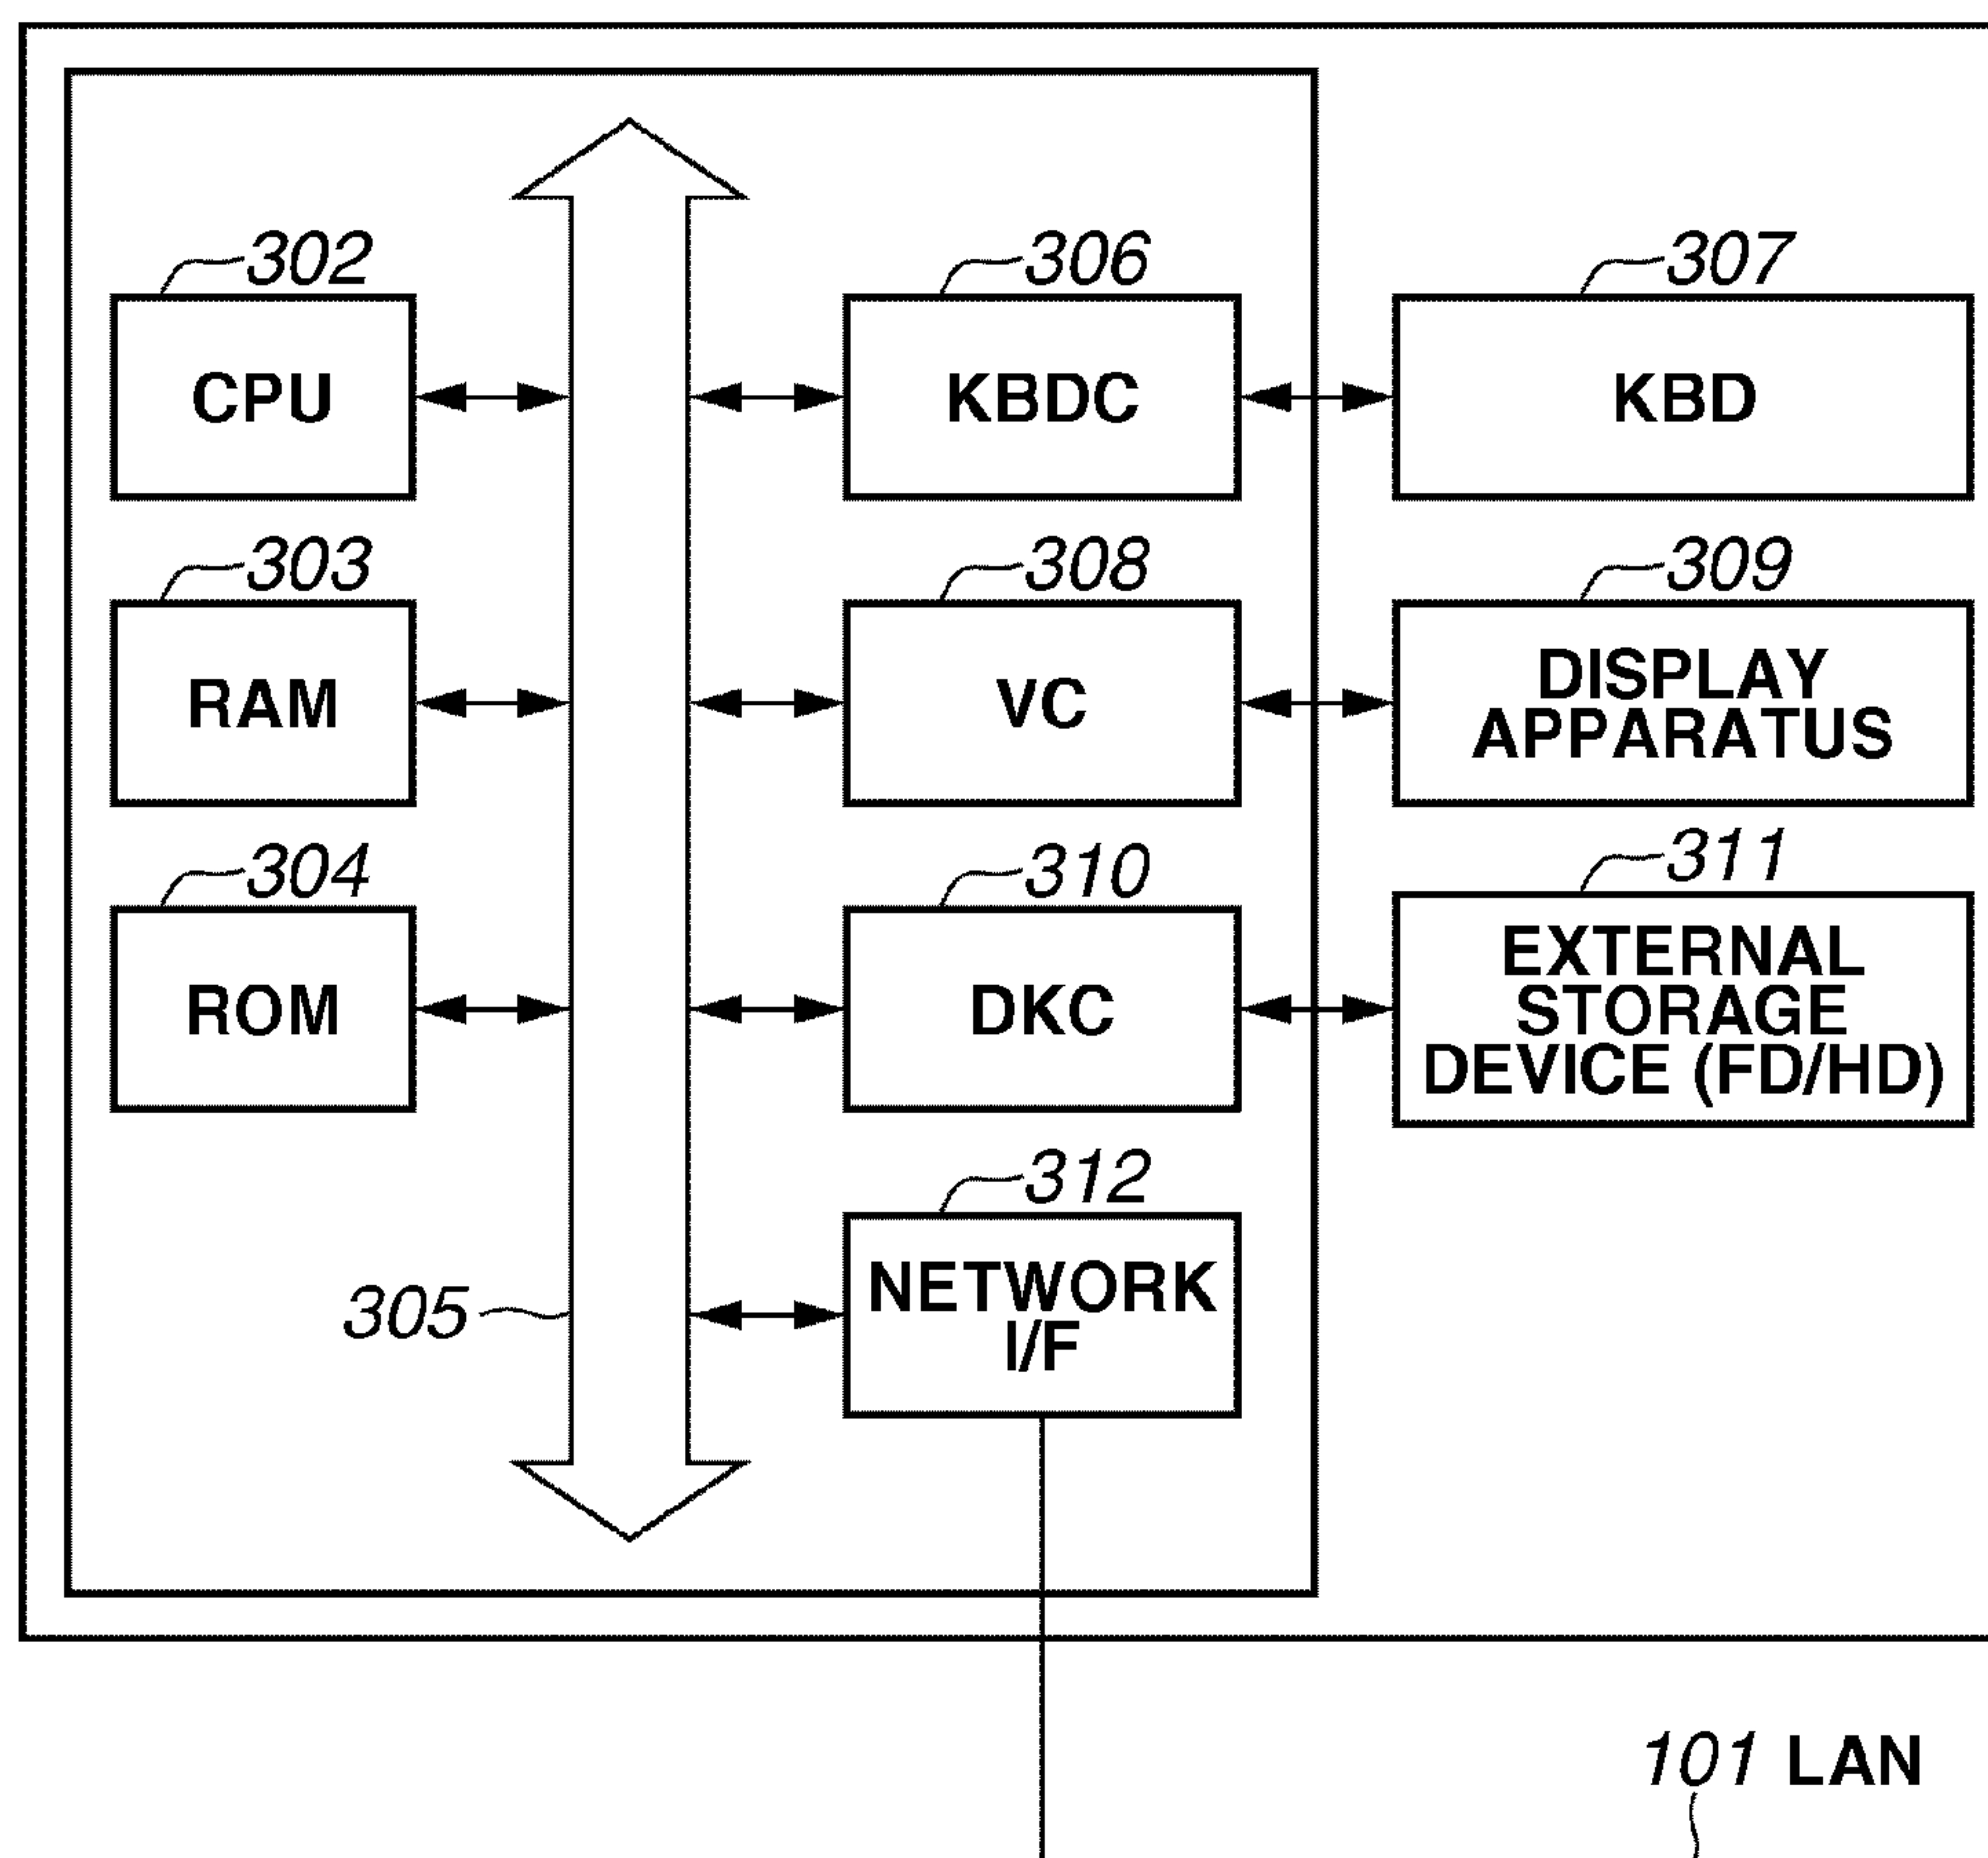 302
306
307
CPU
KBDC
KBD
303
308
309
RAM
VC
DISPLAY
APPARATUS
304
310
311
ROM
DKC
EXTERNAL
STORAGE
DEVICE (FD/HD)
312
305
NETWORK
I/F
101 LAN